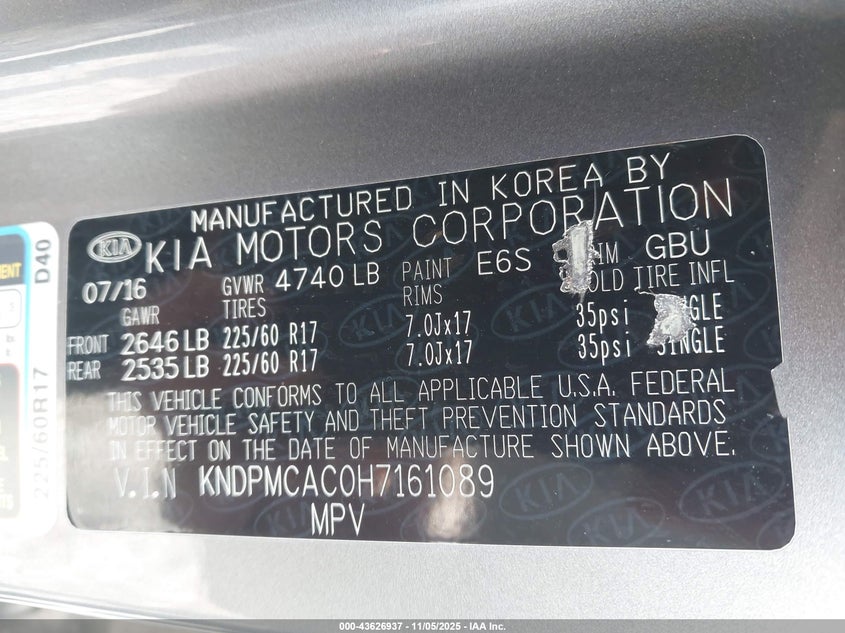 MANUFACTURED IN KOREA BY
KIA KIA MOTORS CORPORATION
07/16 GVWR 4740 LB PAINT E6S GBU
GAWR TIRES RIMS TIRE INFL
FRONT 2646 LB 225/60 R17 7.0Jx17 35psi
REAR 2535 LB 225/60 R17 7.0Jx17 35psi SINGLE
THIS VEHICLE CONFORMS TO ALL APPLICABLE U.S.A. FEDERAL
MOTOR VEHICLE SAFETY AND THEFT PREVENTION STANDARDS
IN EFFECT ON THE DATE OF MANUFACTURE SHOWN ABOVE.
V.I.N KNDPMCAC0H7161089
MPV
D40
225/60R17
000-43626937 - 11/05/2025 - IAA Inc.